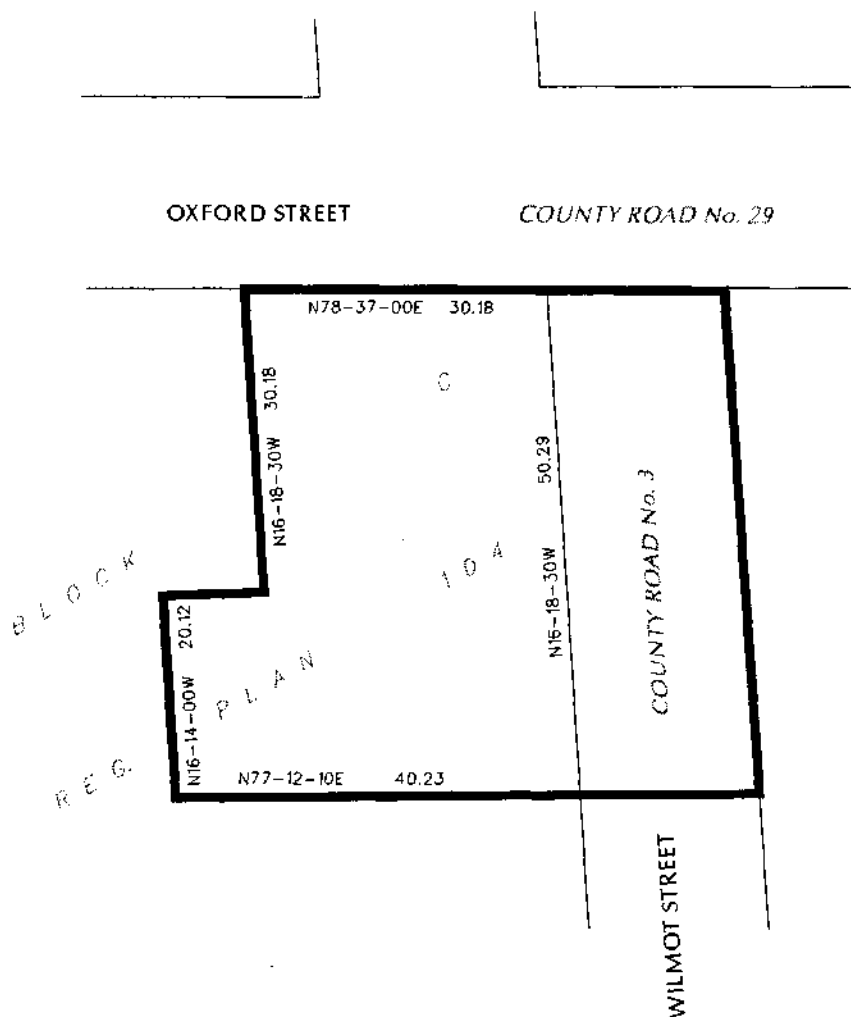 OXFORD STREET
COUNTY ROAD No. 29
N78-37-00E 30.18
C
N16-18-30W 30.18
N16-18-30W 50.29
COUNTY ROAD No. 3
10A
BLOCK
REG. PLAN
N16-14-00W 20.12
N77-12-10E 40.23
WILMOT STREET